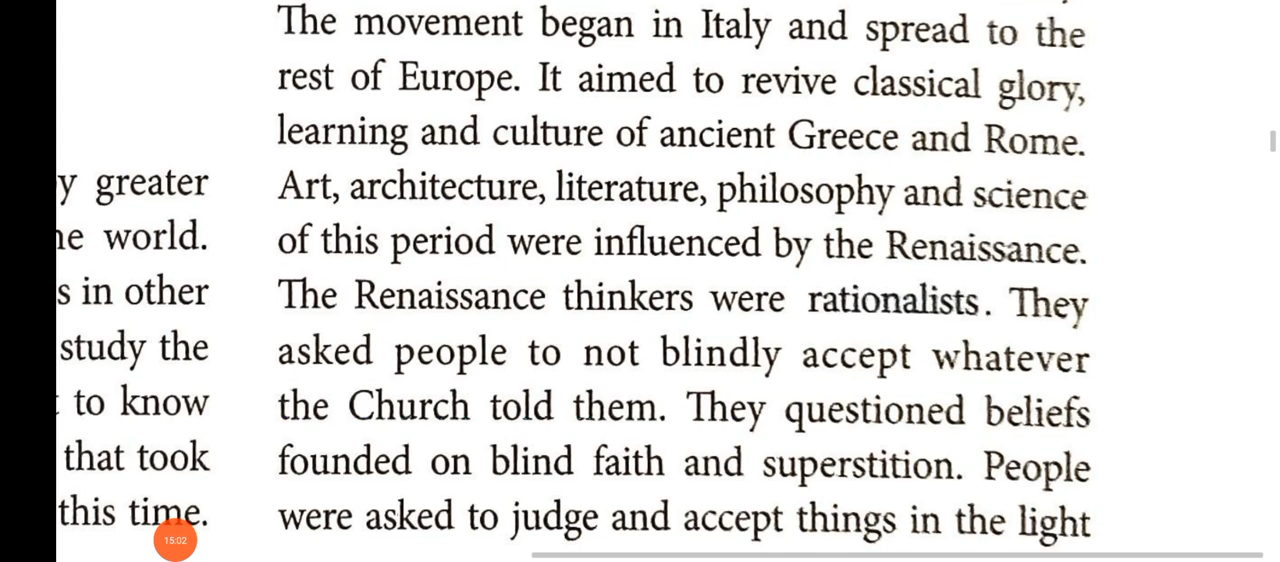 greater
world.
s in other
study the
to know
that took
this time.
The movement began in Italy and spread to the
rest of Europe. It aimed to revive classical glory,
learning and culture of ancient Greece and Rome.
Art, architecture, literature, philosophy and science
of this period were influenced by the Renaissance.
The Renaissance thinkers were rationalists. They
asked people to not blindly accept whatever
the Church told them. They questioned beliefs
founded on blind faith and superstition. People
were asked to judge and accept things in the light
15:02